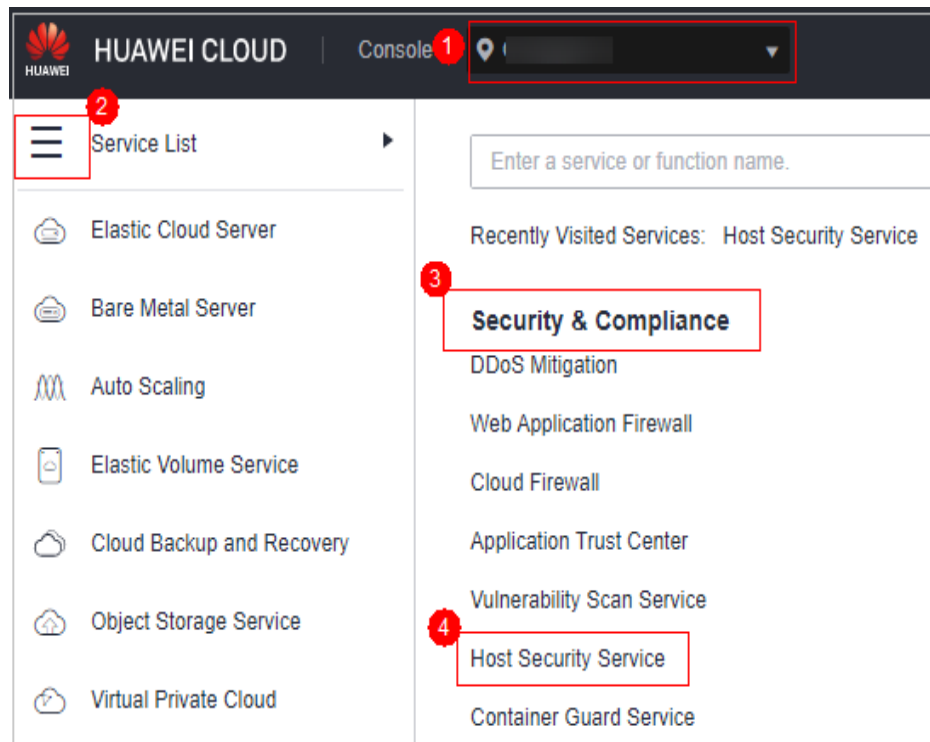 HUAWEI
HUAWEI CLOUD
Console
1
2
Service List
Elastic Cloud Server
Bare Metal Server
Auto Scaling
Elastic Volume Service
Cloud Backup and Recovery
Object Storage Service
Virtual Private Cloud
Enter a service or function name.
Recently Visited Services: Host Security Service
3
Security & Compliance
DDoS Mitigation
Web Application Firewall
Cloud Firewall
Application Trust Center
Vulnerability Scan Service
4
Host Security Service
Container Guard Service